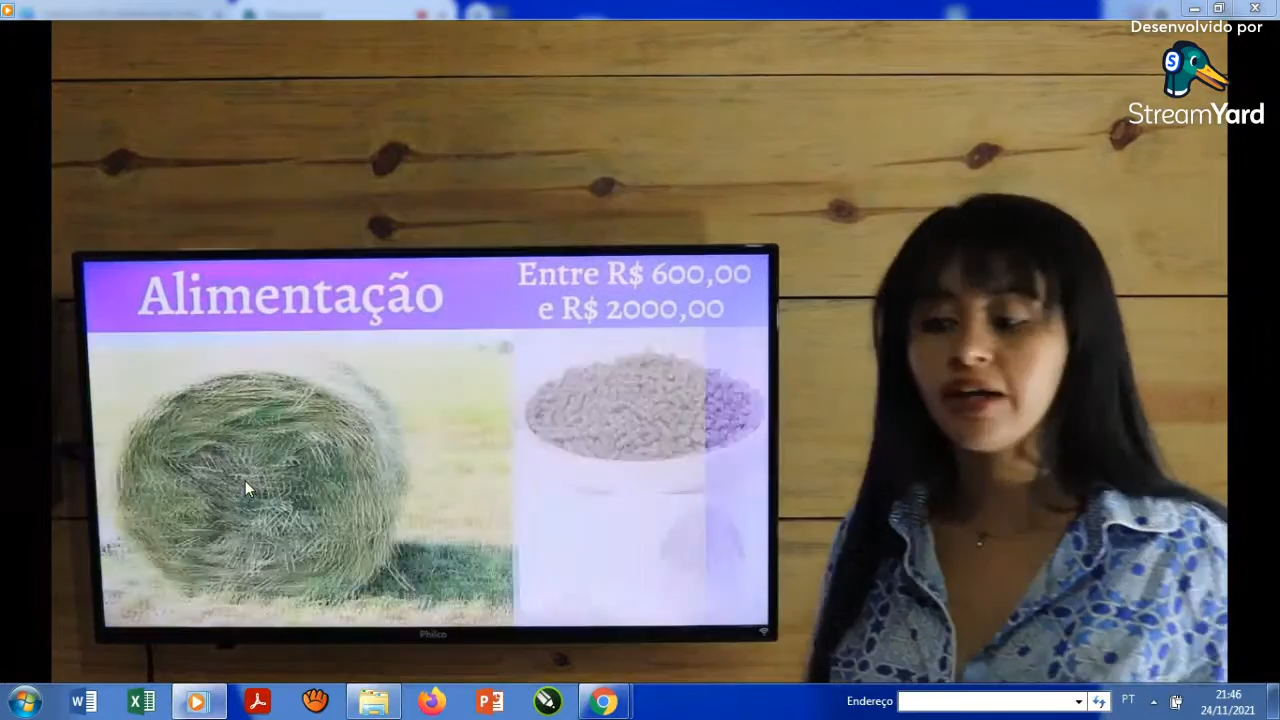 Desenvolvido por
StreamYard
Alimentação
Entre R$ 600,00
e R$ 2000,00
Philco
Endereço
PT
21:46
24/11/2021